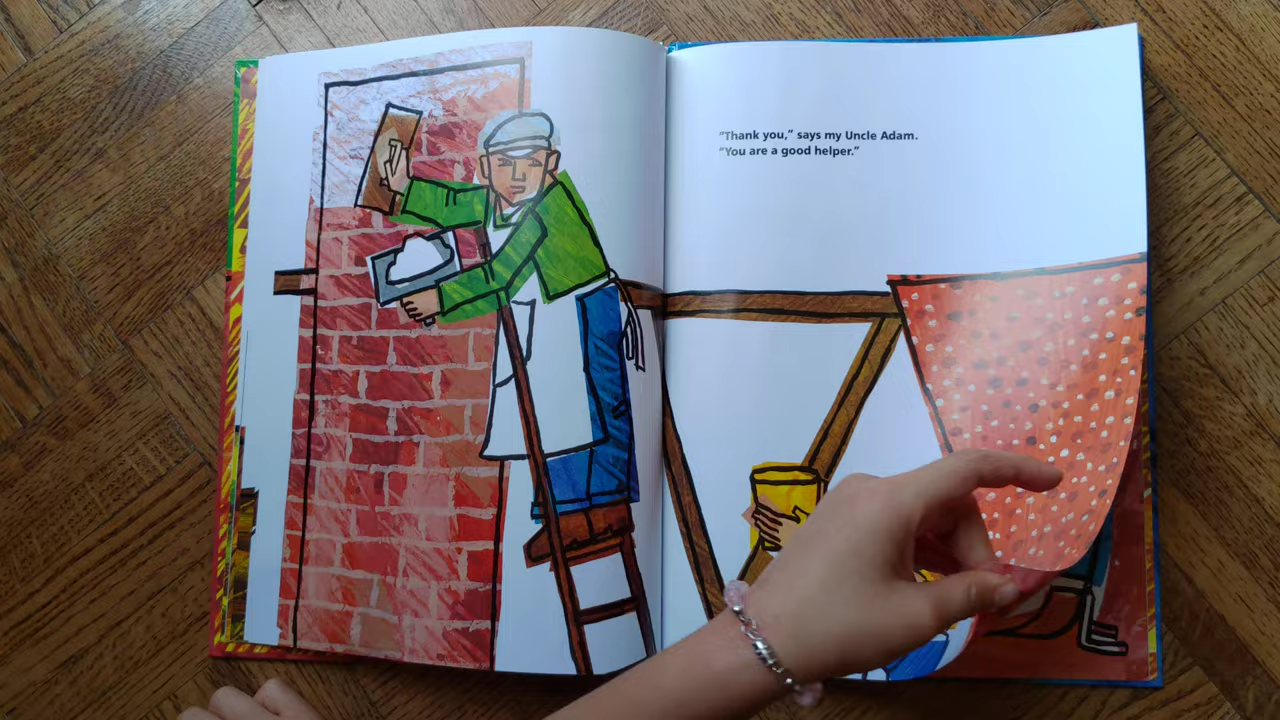 “Thank you,” says my Uncle Adam.
“You are a good helper.”